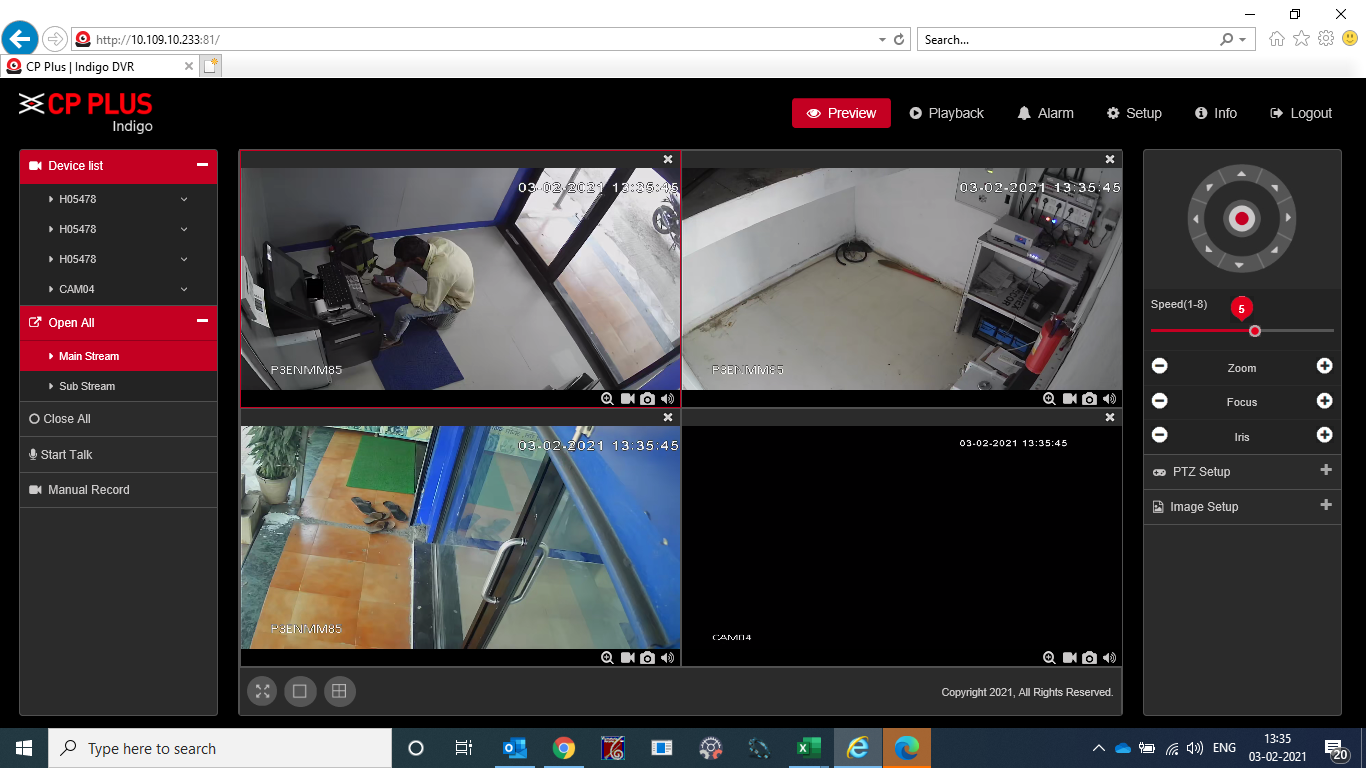 http://10.109.10.233:81/
Search...
CP Plus | Indigo DVR
CP PLUS
Indigo
Preview
Playback
Alarm
Setup
Info
Logout
Device list
H05478
H05478
H05478
CAM04
Open All
Main Stream
Sub Stream
Close All
Start Talk
Manual Record
03-02-2021 13:35:45
P3ENMM85
03-02-2021 13:35:45
P3ENMM85
03-02-2021 13:35:45
P3ENMM85
03-02-2021 13:35:45
CAM04
Speed(1-8)
5
Zoom
Focus
Iris
PTZ Setup
Image Setup
Copyright 2021, All Rights Reserved.
Type here to search
ENG
13:35
03-02-2021
20